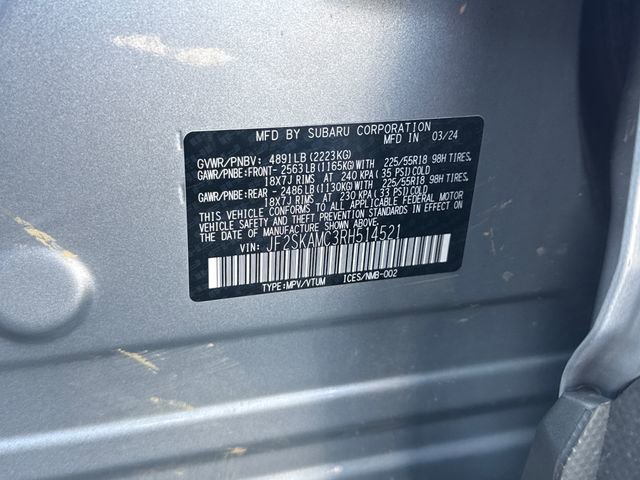 MFD BY SUBARU CORPORATION
MFD IN 03/24
GVWR/PNBV: 4891LB (2223KG)
GAWR/PNBE:FRONT- 2563LB (1165KG)WITH 225/55R18 98H TIRES,
18X7J RIMS AT 240 KPA( 35 PSI)COLD
GAWR/PNBE:REAR - 2486LB (1130KG)WITH 225/55R18 98H TIRES,
18X7J RIMS AT 230 KPA( 33 PSI)COLD
THIS VEHICLE CONFORMS TO ALL APPLICABLE FEDERAL MOTOR
VEHICLE SAFETY AND THEFT PREVENTION STANDARDS IN EFFECT
ON THE DATE OF MANUFACTURE SHOWN ABOVE.
VIN: JF2SKAMC3RH514521
TYPE:MPV/VTUM ICES/NMB-002